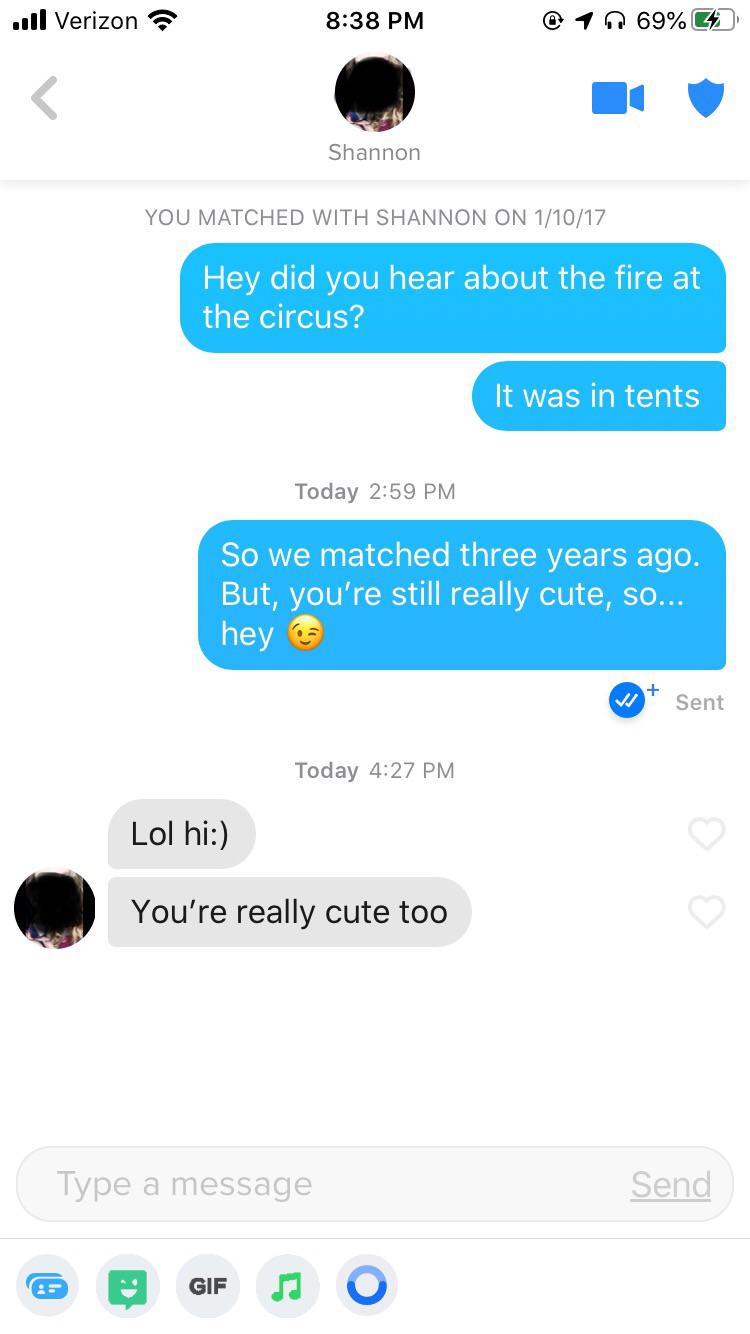 Verizon 8:38 PM 69%
Shannon
YOU MATCHED WITH SHANNON ON 1/10/17
Hey did you hear about the fire at
the circus?
It was in tents
Today 2:59 PM
So we matched three years ago.
But, you’re still really cute, so...
hey 😉
Sent
Today 4:27 PM
Lol hi:)
You’re really cute too
Type a message Send
GIF